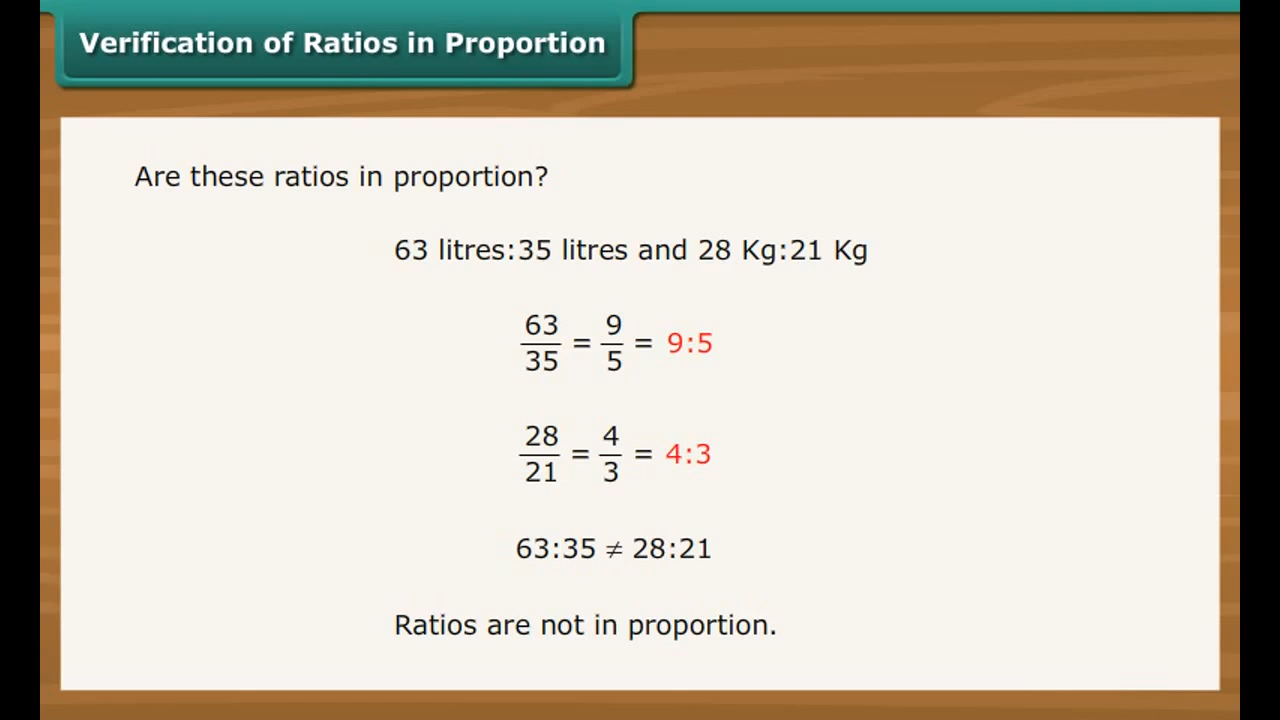 Verification of Ratios in Proportion
Are these ratios in proportion?
63 litres:35 litres and 28 Kg:21 Kg
63/35 = 9/5 = 9:5
28/21 = 4/3 = 4:3
63:35 ≠ 28:21
Ratios are not in proportion.